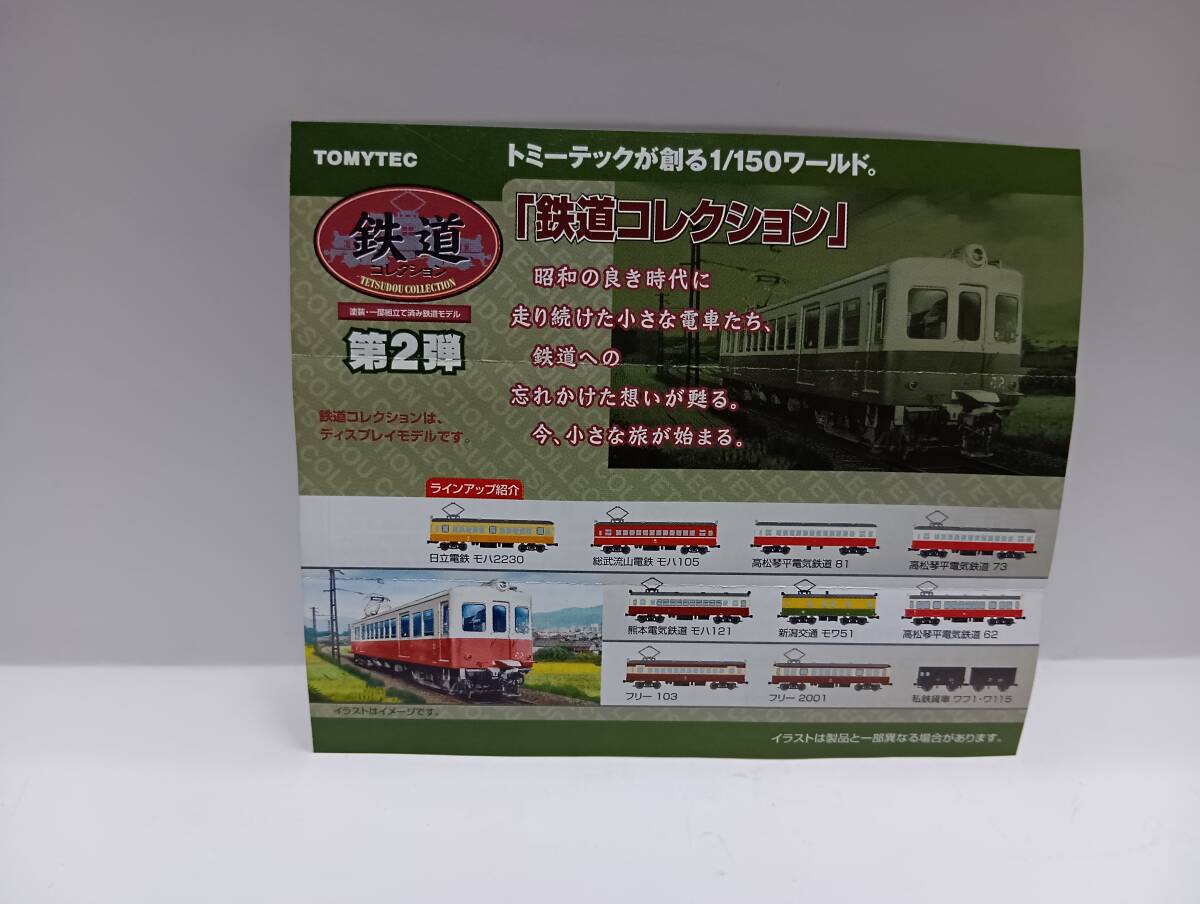 TOMYTEC
トミーテックが創る1/150ワールド。
鉄道
コレクション
TETSUDOU COLLECTION
塗装・一部組立て済み鉄道モデル
第2弾
鉄道コレクションは、
ディスプレイモデルです。
「鉄道コレクション」
昭和の良き時代に
走り続けた小さな電車たち、
鉄道への
忘れかけた想いが甦る。
今、小さな旅が始まる。
ラインアップ紹介
日立電鉄 モハ2230
総武流山電鉄 モハ105
高松琴平電気鉄道 81
高松琴平電気鉄道 73
熊本電気鉄道 モハ121
新潟交通 モワ51
高松琴平電気鉄道 62
フリー 103
フリー 2001
私鉄貨車 ワフ1・ワ115
イラストはイメージです。
イラストは製品と一部異なる場合があります。